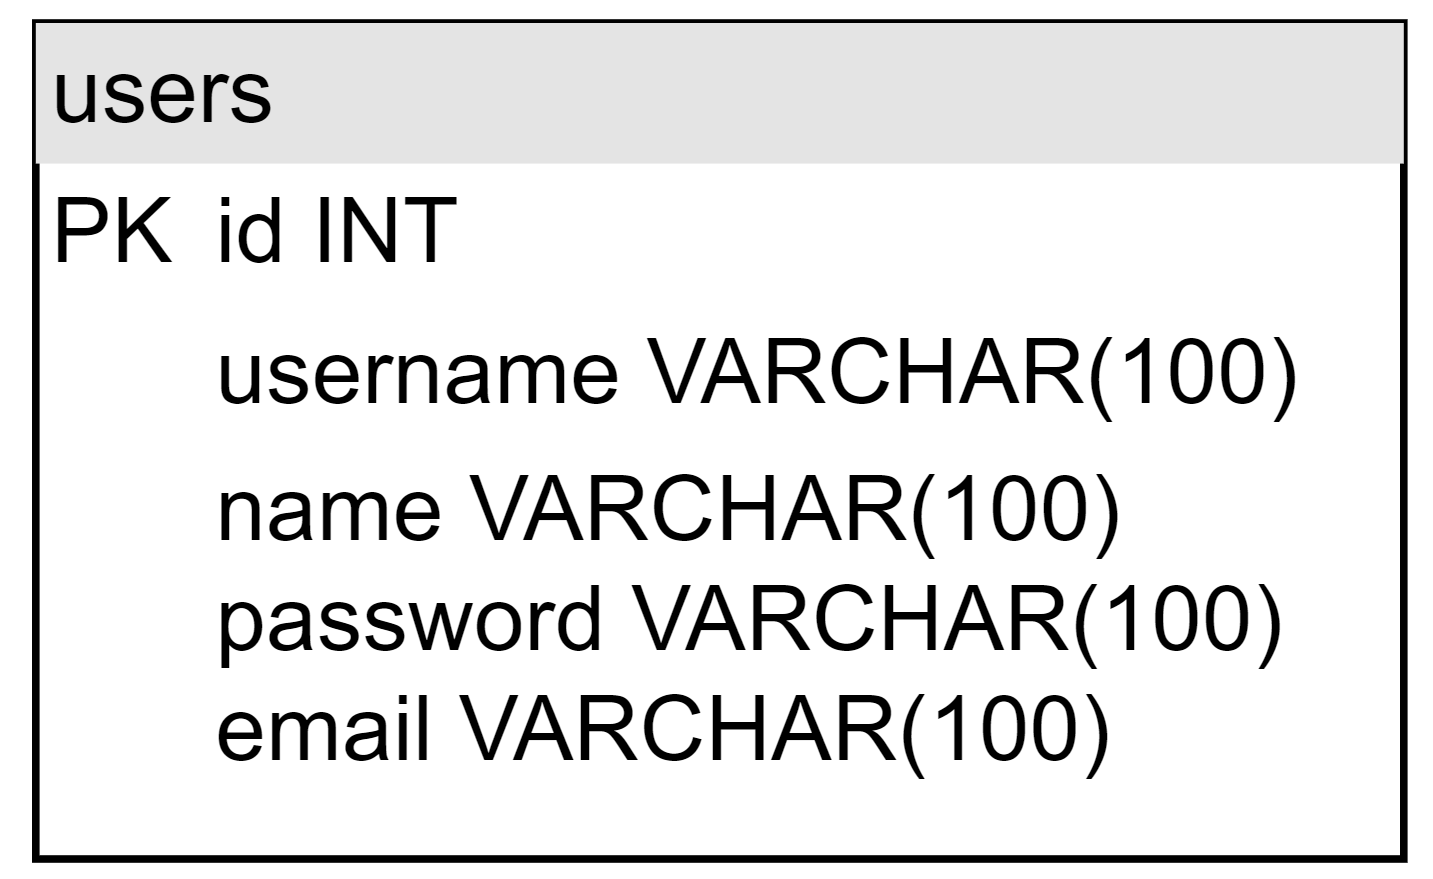 users
PK id INT
username VARCHAR(100)
name VARCHAR(100)
password VARCHAR(100)
email VARCHAR(100)